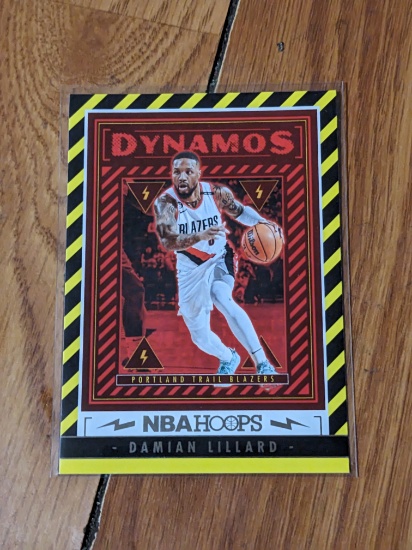 DYNAMOS
BLAZERS
PORTLAND TRAIL BLAZERS
NBA HOOPS
- DAMIAN LILLARD -